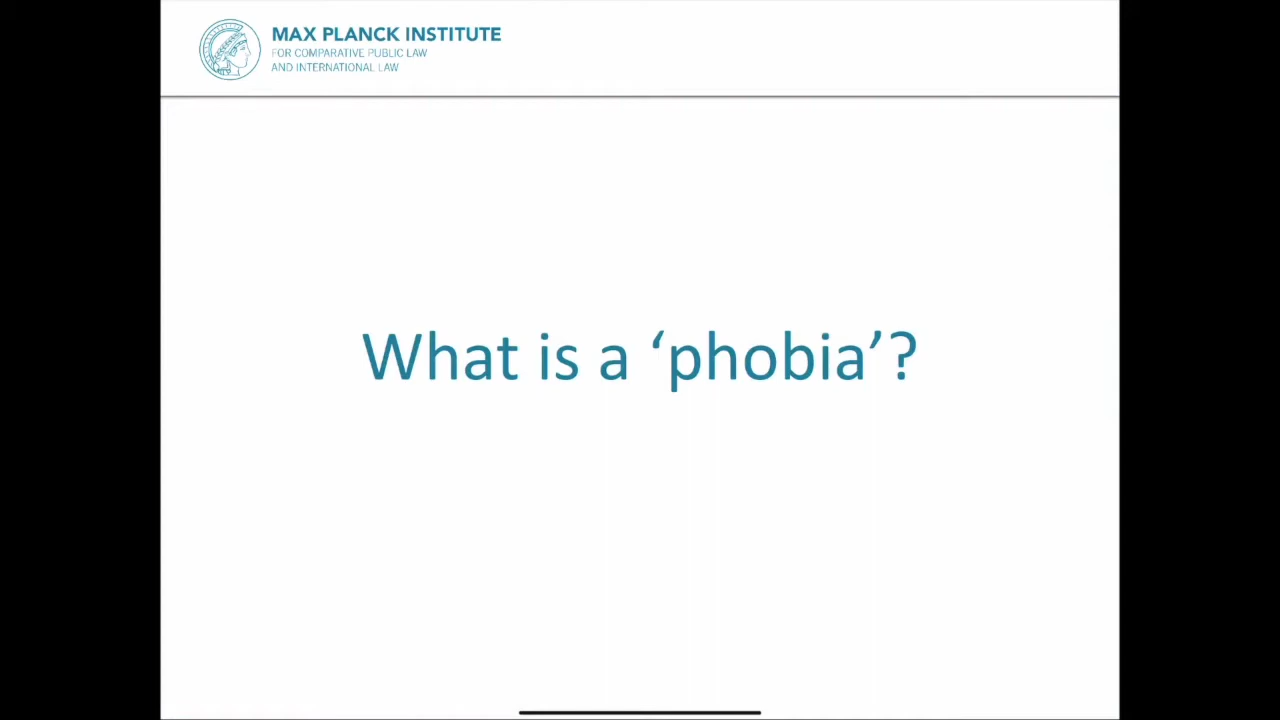 MAX PLANCK INSTITUTE
FOR COMPARATIVE PUBLIC LAW
AND INTERNATIONAL LAW
What is a ‘phobia’?